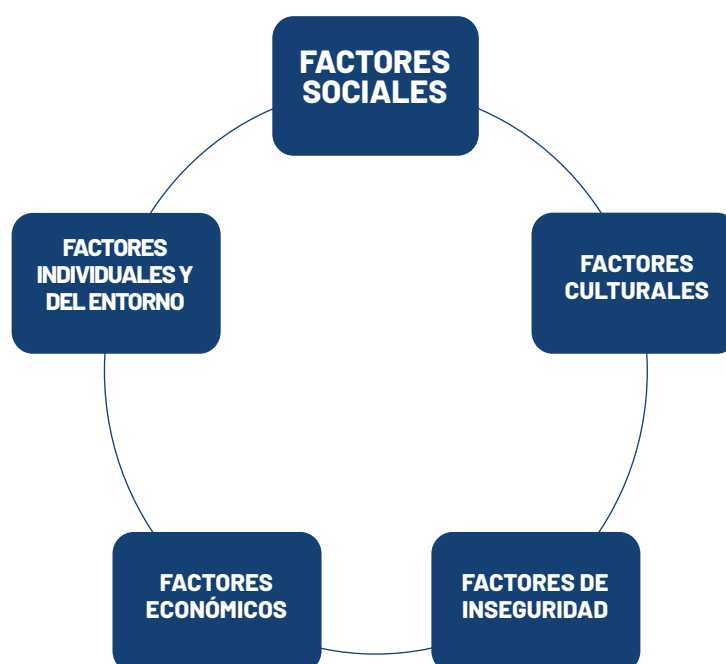 FACTORES
SOCIALES
FACTORES
INDIVIDUALES Y
DEL ENTORNO
FACTORES
CULTURALES
FACTORES
ECONÓMICOS
FACTORES DE
INSEGURIDAD